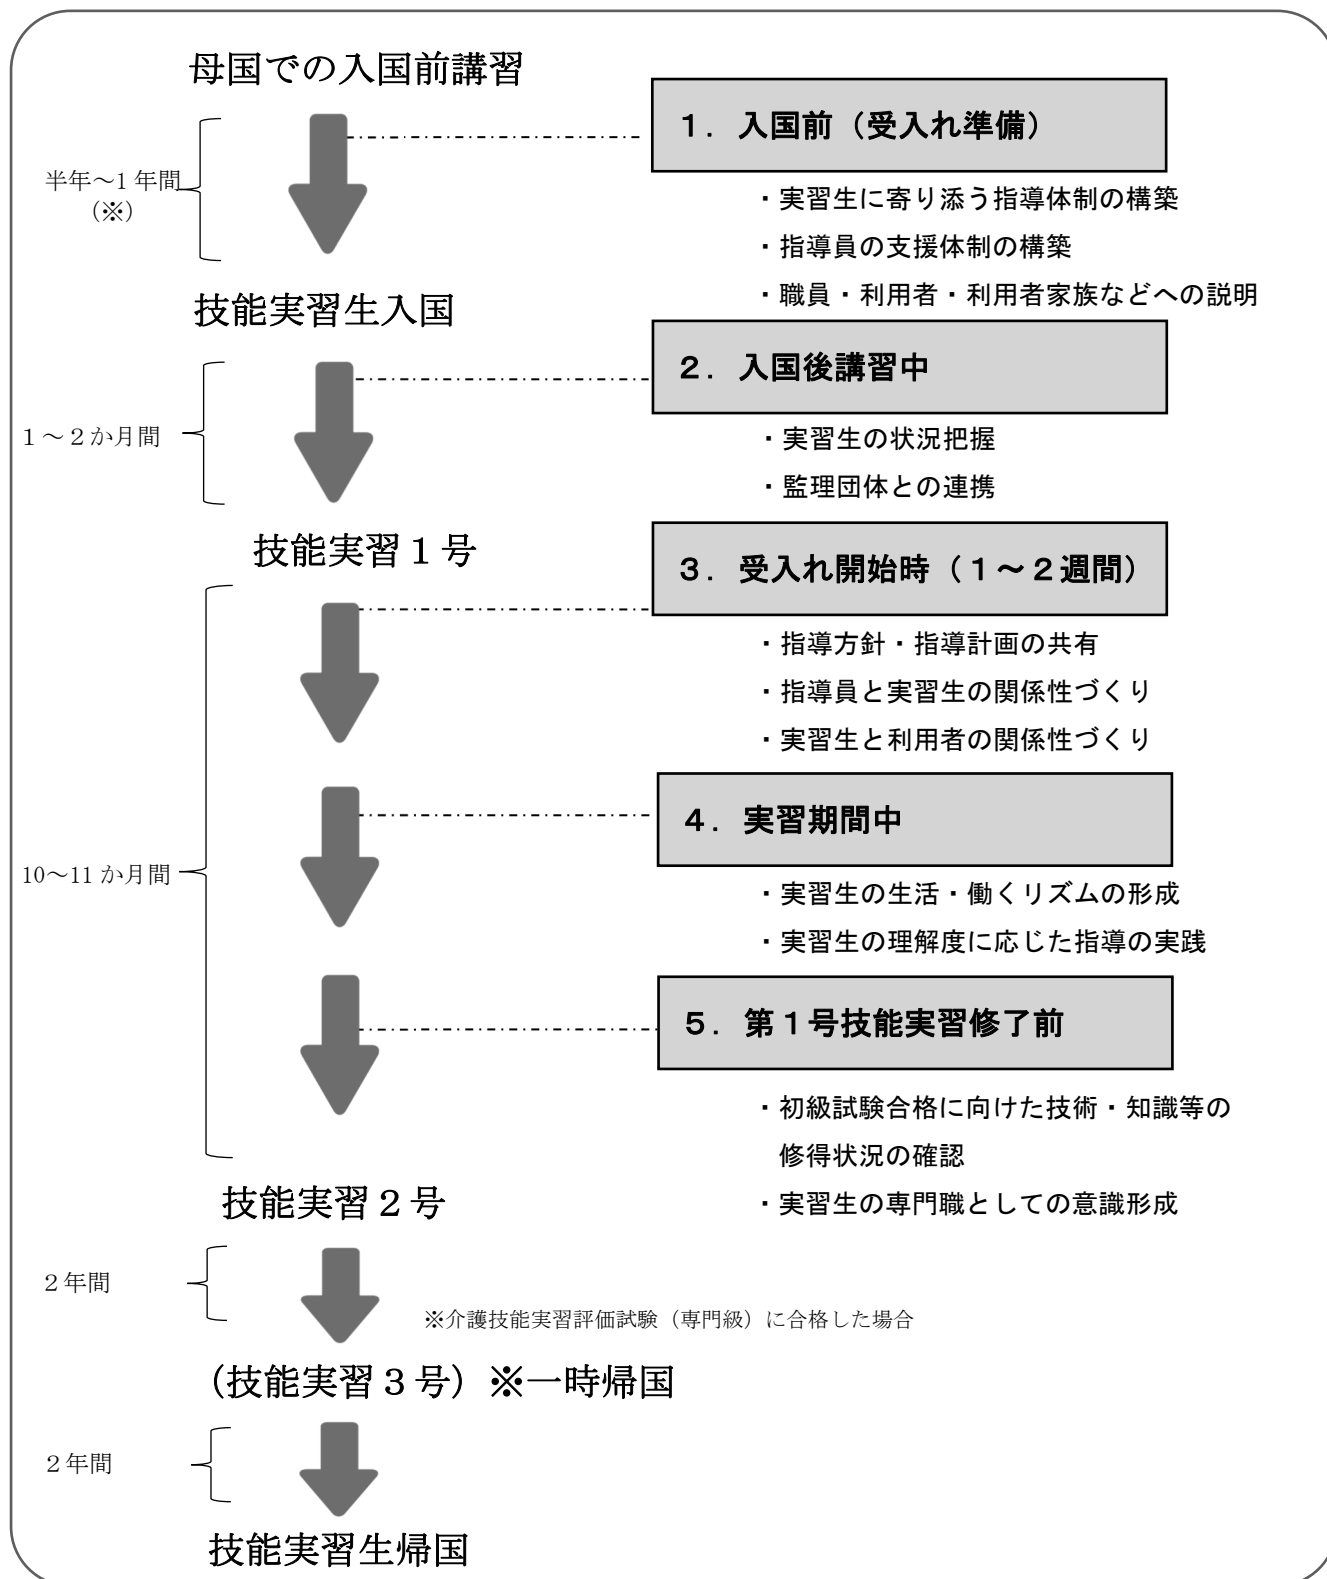 母国での入国前講習
半年～1年間
（※）
１．入国前（受入れ準備）
・実習生に寄り添う指導体制の構築
・指導員の支援体制の構築
・職員・利用者・利用者家族などへの説明
技能実習生入国
１～２か月間
２．入国後講習中
・実習生の状況把握
・監理団体との連携
技能実習１号
10～11か月間
３．受入れ開始時（１～２週間）
・指導方針・指導計画の共有
・指導員と実習生の関係性づくり
・実習生と利用者の関係性づくり
４．実習期間中
・実習生の生活・働くリズムの形成
・実習生の理解度に応じた指導の実践
５．第１号技能実習修了前
・初級試験合格に向けた技術・知識等の
修得状況の確認
・実習生の専門職としての意識形成
技能実習２号
２年間
※介護技能実習評価試験（専門級）に合格した場合
（技能実習３号）※一時帰国
２年間
技能実習生帰国